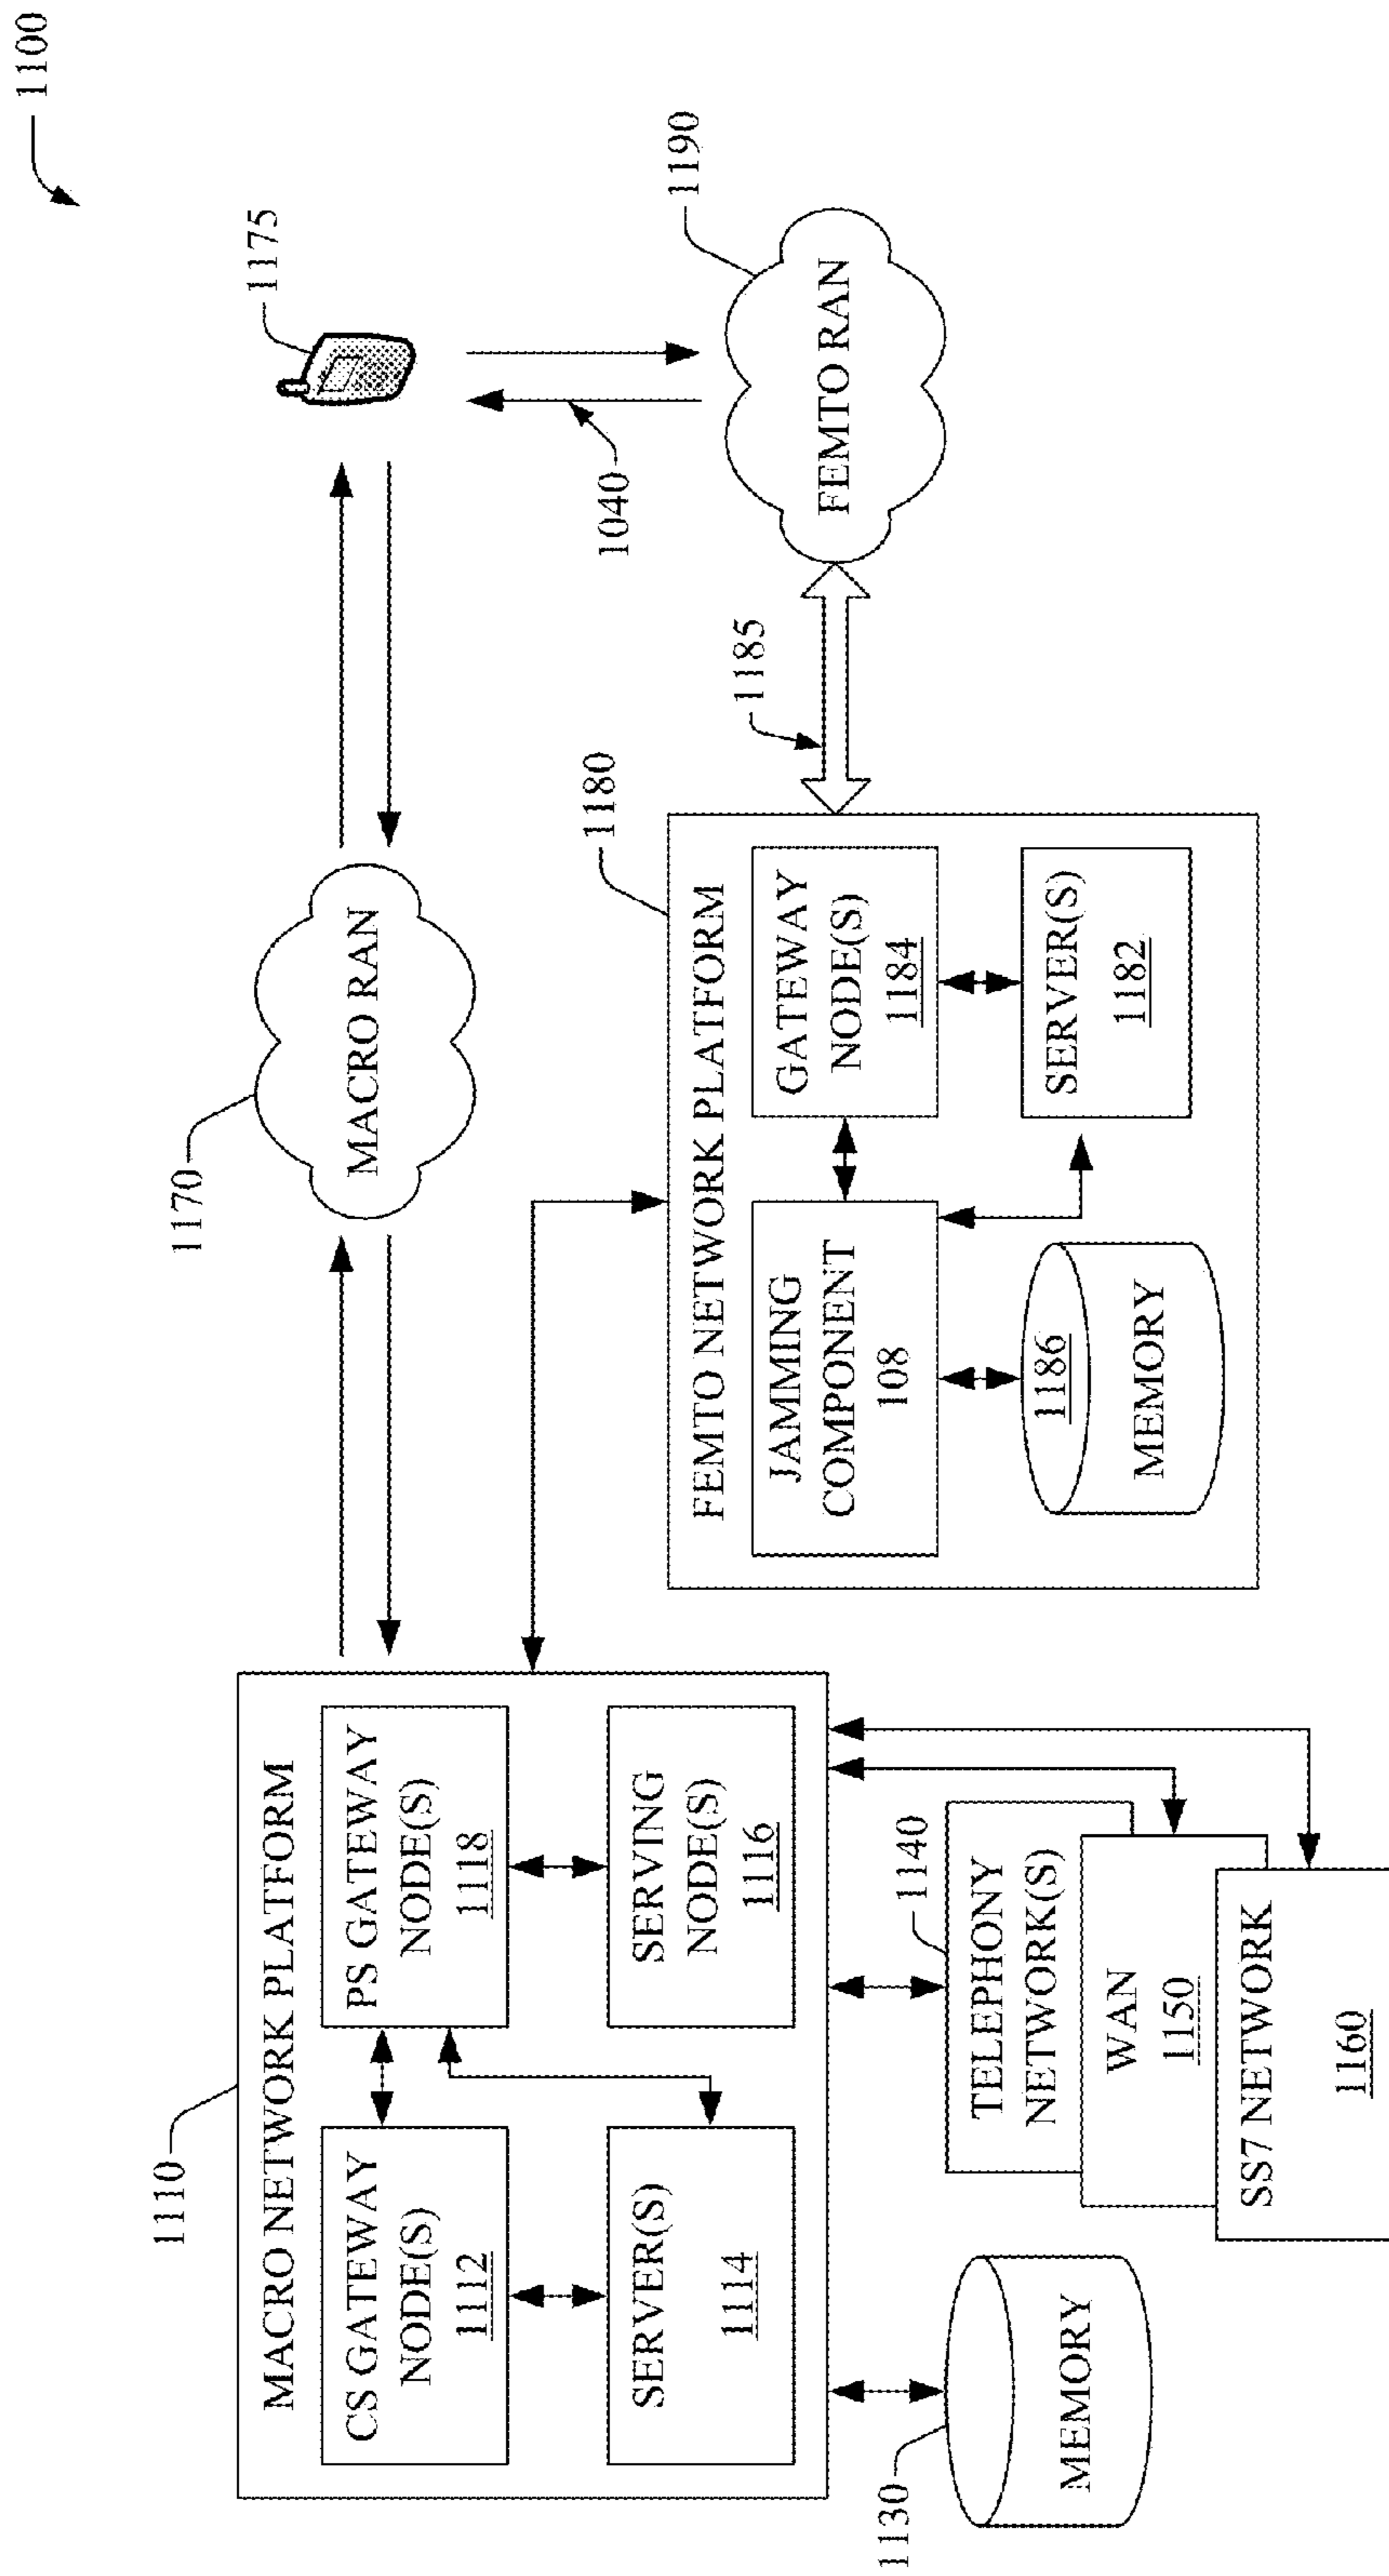 1100
1110
MACRO NETWORK PLATFORM
CS GATEWAY
NODE(S)
1112
PS GATEWAY
NODE(S)
1118
SERVER(S)
1114
SERVING
NODE(S)
1116
1130
MEMORY
1140
TELEPHONY
NETWORK(S)
WAN
1150
SS7 NETWORK
1160
1170
MACRO RAN
1175
1040
1180
FEMTO NETWORK PLATFORM
JAMMING
COMPONENT
108
GATEWAY
NODE(S)
1184
1186
MEMORY
SERVER(S)
1182
1185
1190
FEMTO RAN